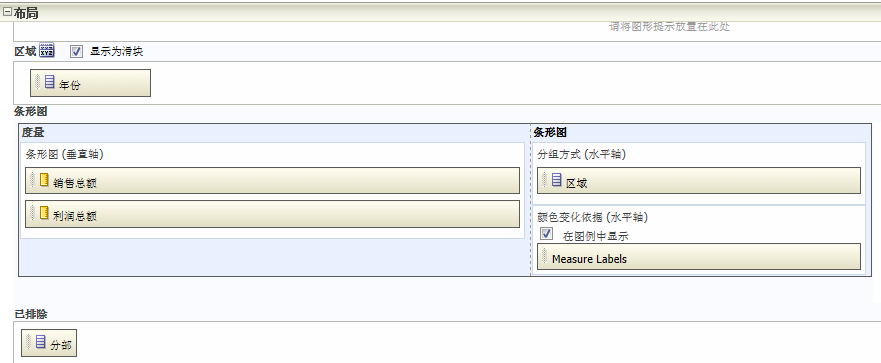 布局
请将图形提示放置在此处
区域 显示为滑块
年份
条形图
度量
条形图 (垂直轴)
销售总额
利润总额
条形图
分组方式 (水平轴)
区域
颜色变化依据 (水平轴)
在图例中显示
Measure Labels
已排除
分部